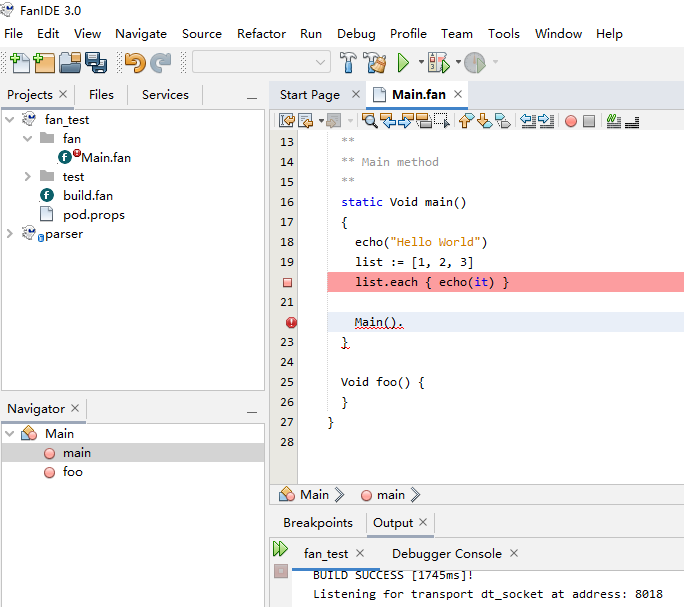 FanIDE 3.0
File Edit View Navigate Source Refactor Run Debug Profile Team Tools Window Help
Projects Files Services
Start Page Main.fan
fan_test
fan
Main.fan
test
build.fan
pod.props
parser
13 **
14 ** Main method
15 **
16 static Void main()
17 {
18 echo("Hello World")
19 list := [1, 2, 3]
list.each { echo(it) }
21
Main().
23 }
24
25 Void foo() {
26 }
27 }
28
Navigator
Main
main
foo
Main main
Breakpoints Output
fan_test Debugger Console
BUILD SUCCESS [1745ms]!
Listening for transport dt_socket at address: 8018